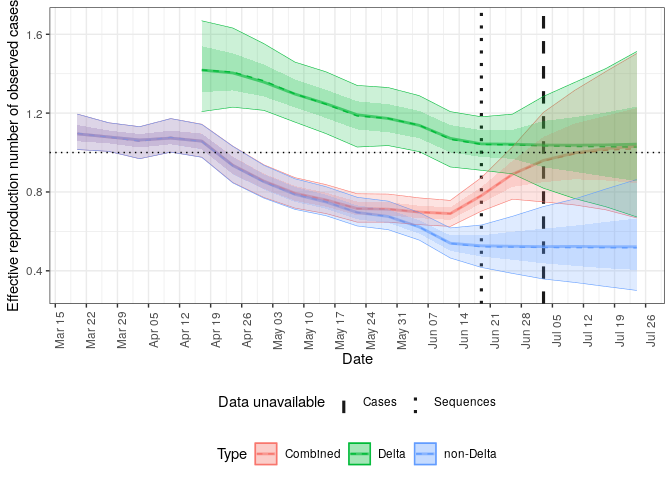 Effective reproduction number of observed cases
1.6
1.2
0.8
0.4
Mar 15
Mar 22
Mar 29
Apr 05
Apr 12
Apr 19
Apr 26
May 03
May 10
May 17
May 24
May 31
Jun 07
Jun 14
Jun 21
Jun 28
Jul 05
Jul 12
Jul 19
Jul 26
Date
Data unavailable Cases Sequences
Type Combined Delta non-Delta